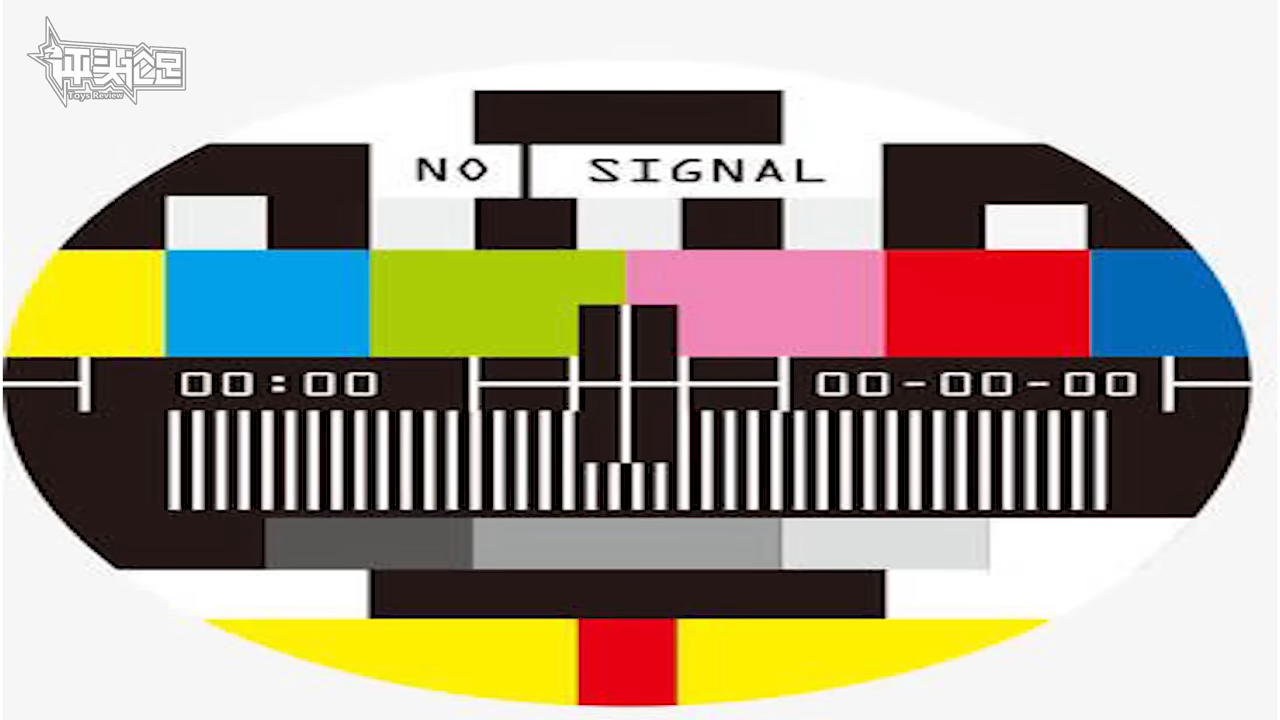 评头论足
Toys Review
NO SIGNAL
00:00
00-00-00